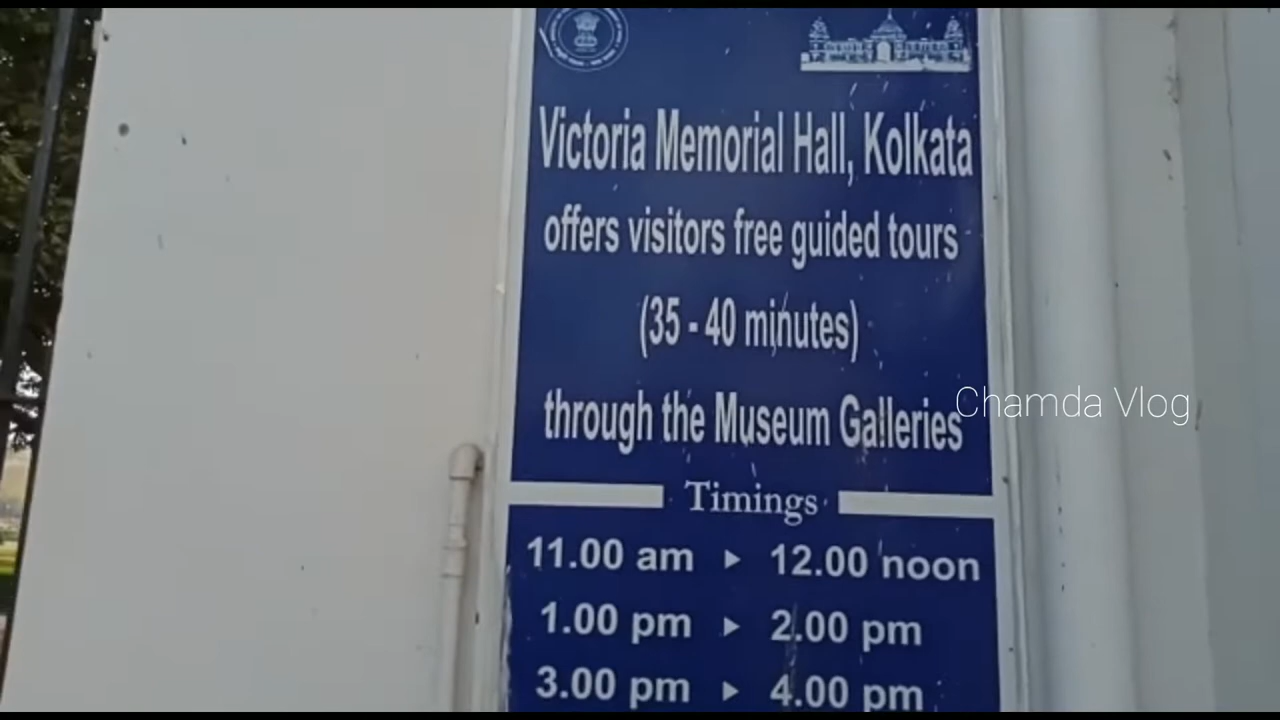 Victoria Memorial Hall, Kolkata
offers visitors free guided tours
(35 - 40 minutes)
through the Museum Galleries
Chamda Vlog
Timings
11.00 am ▸ 12.00 noon
1.00 pm ▸ 2.00 pm
3.00 pm ▸ 4.00 pm